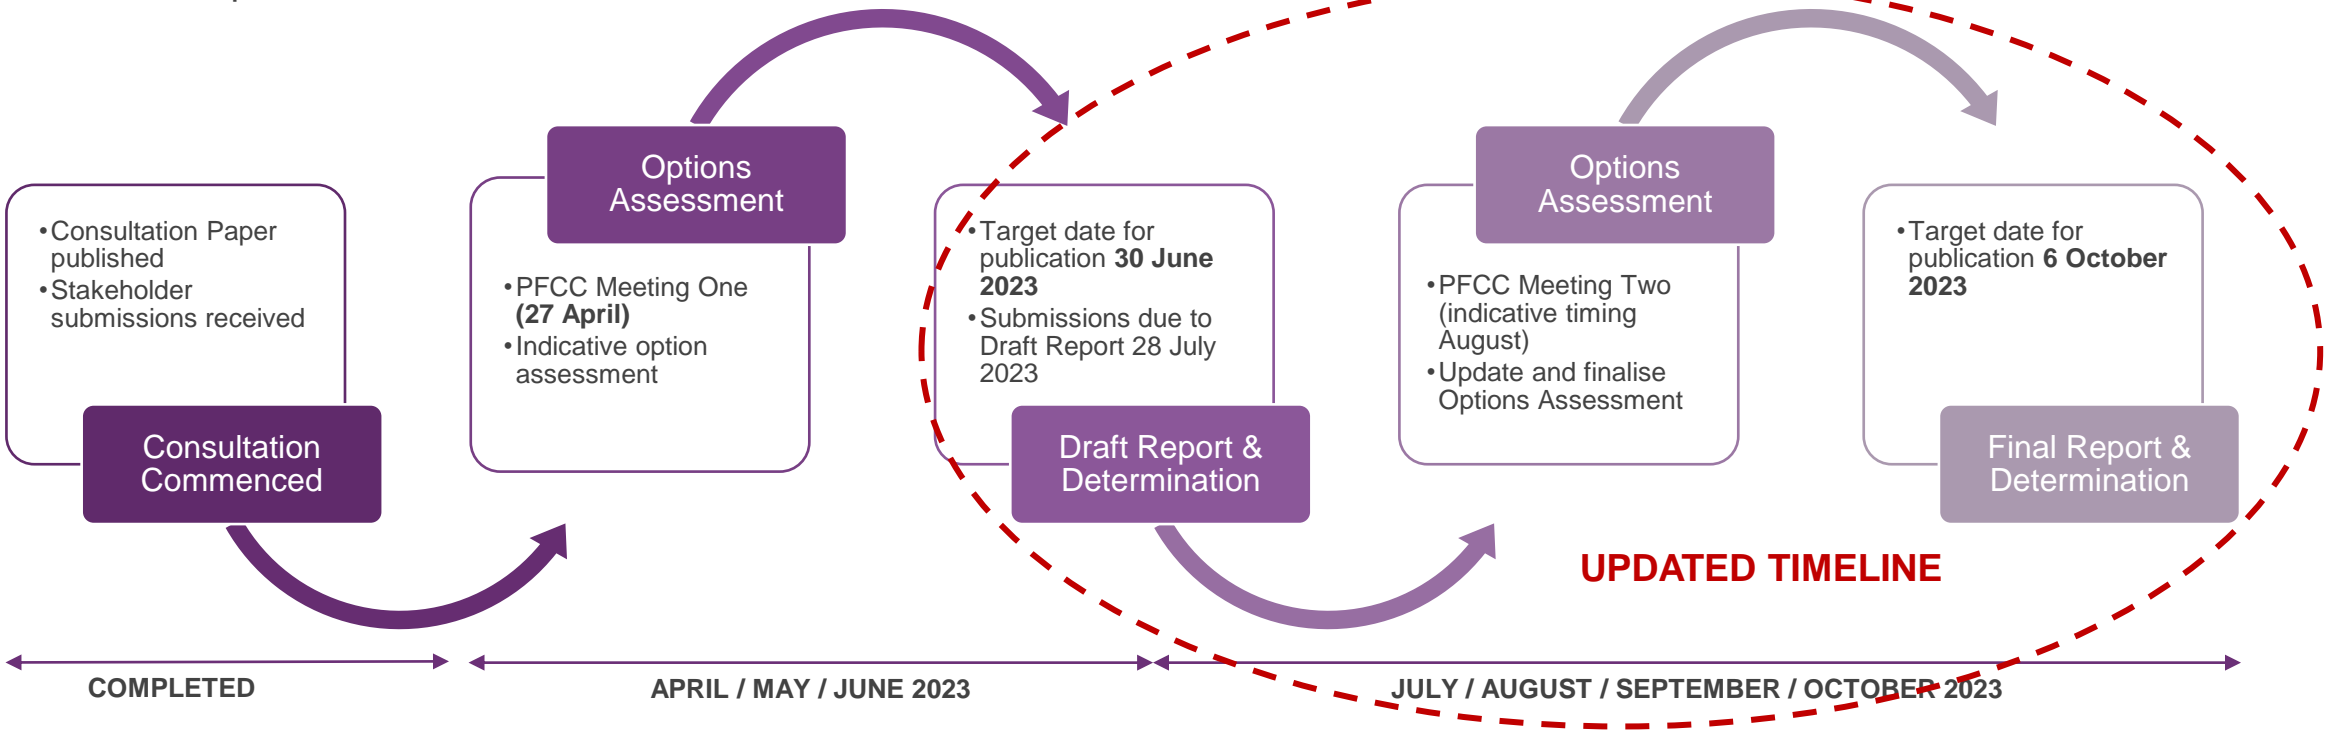 •Consultation Paper
published
•Stakeholder
submissions received
Consultation
Commenced
Options
Assessment
•PFCC Meeting One
(27 April)
•Indicative option
assessment
•Target date for
publication 30 June
2023
•Submissions due to
Draft Report 28 July
2023
Draft Report &
Determination
Options
Assessment
•PFCC Meeting Two
(indicative timing
August)
•Update and finalise
Options Assessment
•Target date for
publication 6 October
2023
Final Report &
Determination
UPDATED TIMELINE
COMPLETED
APRIL / MAY / JUNE 2023
JULY / AUGUST / SEPTEMBER / OCTOBER 2023